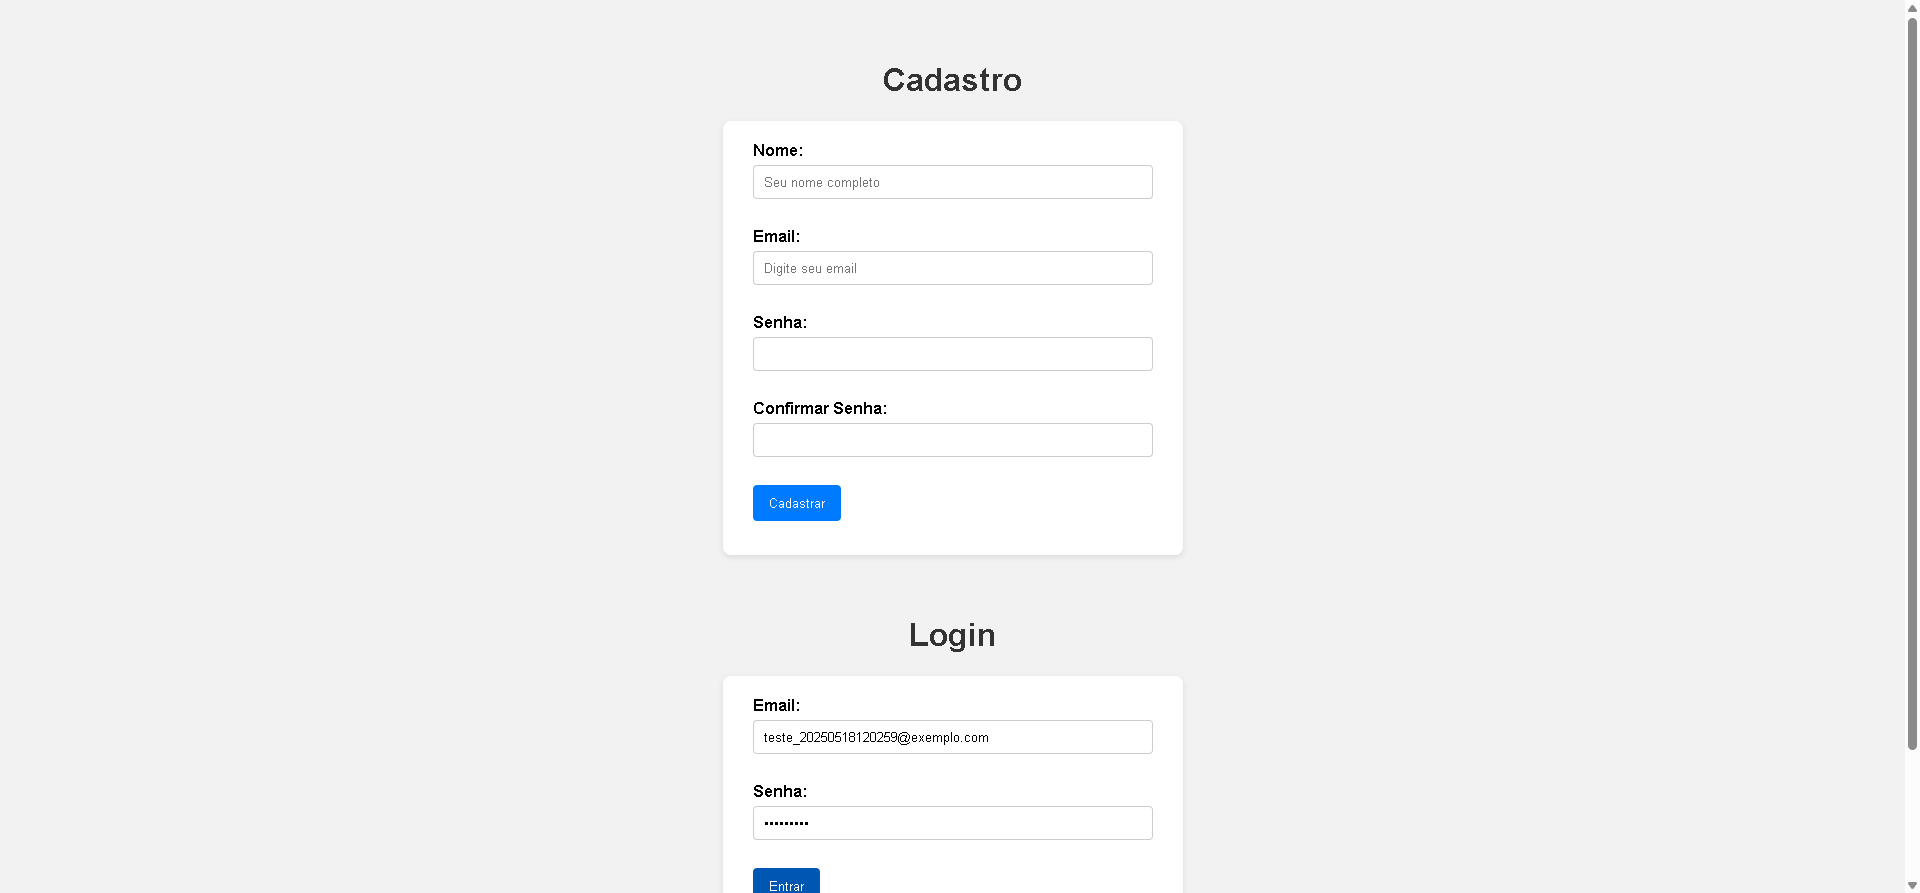 Cadastro
Nome:
Seu nome completo
Email:
Digite seu email
Senha:
Confirmar Senha:
Cadastrar
Login
Email:
teste_20250518120259@exemplo.com
Senha:
•••••••••
Entrar